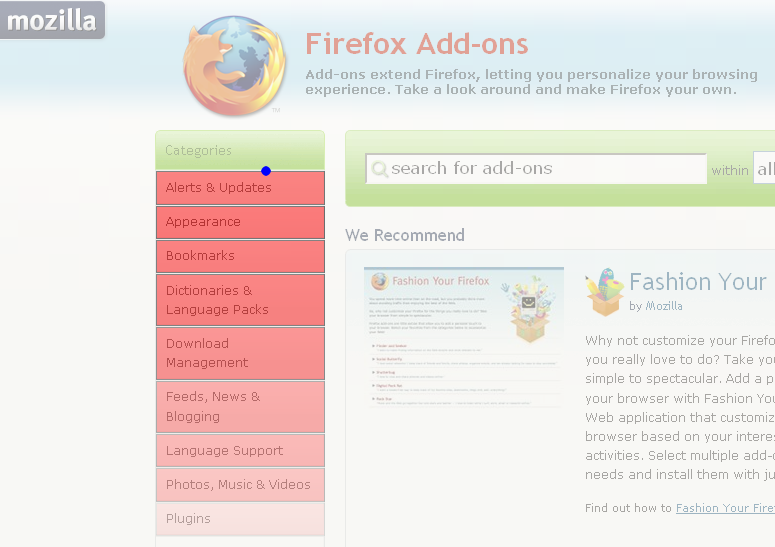 mozilla
Firefox Add-ons
Add-ons extend Firefox, letting you personalize your browsing
experience. Take a look around and make Firefox your own.
Categories
Alerts & Updates
Appearance
Bookmarks
Dictionaries &
Language Packs
Download
Management
Feeds, News &
Blogging
Language Support
Photos, Music & Videos
Plugins
search for add-ons within all
We Recommend
Fashion Your Firefox
Fashion Your
by Mozilla
Why not customize your Firefo
you really love to do? Take you
simple to spectacular. Add a p
your browser with Fashion You
Web application that customiz
browser based on your interes
activities. Select multiple add-o
needs and install them with ju
Find out how to Fashion Your Firef